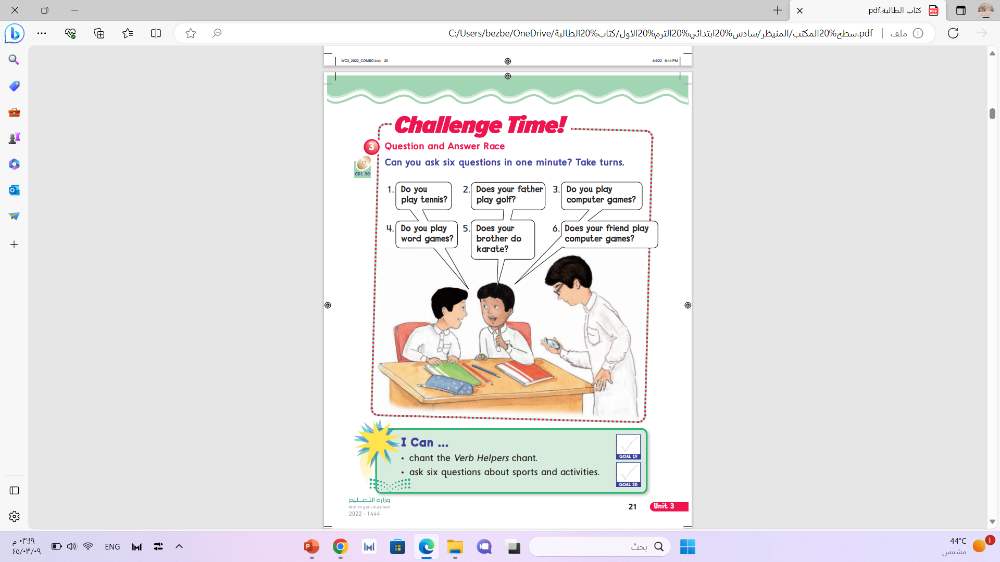 كتاب الطالبة.pdf
C:/Users/bezbe/OneDrive/سطح%20المكتب/المنيظر/سادس%20ابتدائي%20الترم%20الاول/كتاب%20الطالبة.pdf
ملف
WC3_2022_COMBO.indb 20
4/4/22 6:44 PM
Challenge Time!
3 Question and Answer Race
CD1 30
Can you ask six questions in one minute? Take turns.
1. Do you
play tennis?
2. Does your father
play golf?
3. Do you play
computer games?
4. Do you play
word games?
5. Does your
brother do
karate?
6. Does your friend play
computer games?
I Can ...
• chant the Verb Helpers chant.
GOAL 19
• ask six questions about sports and activities.
GOAL 20
وزارة التعليم
Ministry of Education
2022 - 1444
21
Unit 3
٠٣:١٩ م
٤٥/٠٣/٠٩
ENG
بحث
44°C
مشمس
١